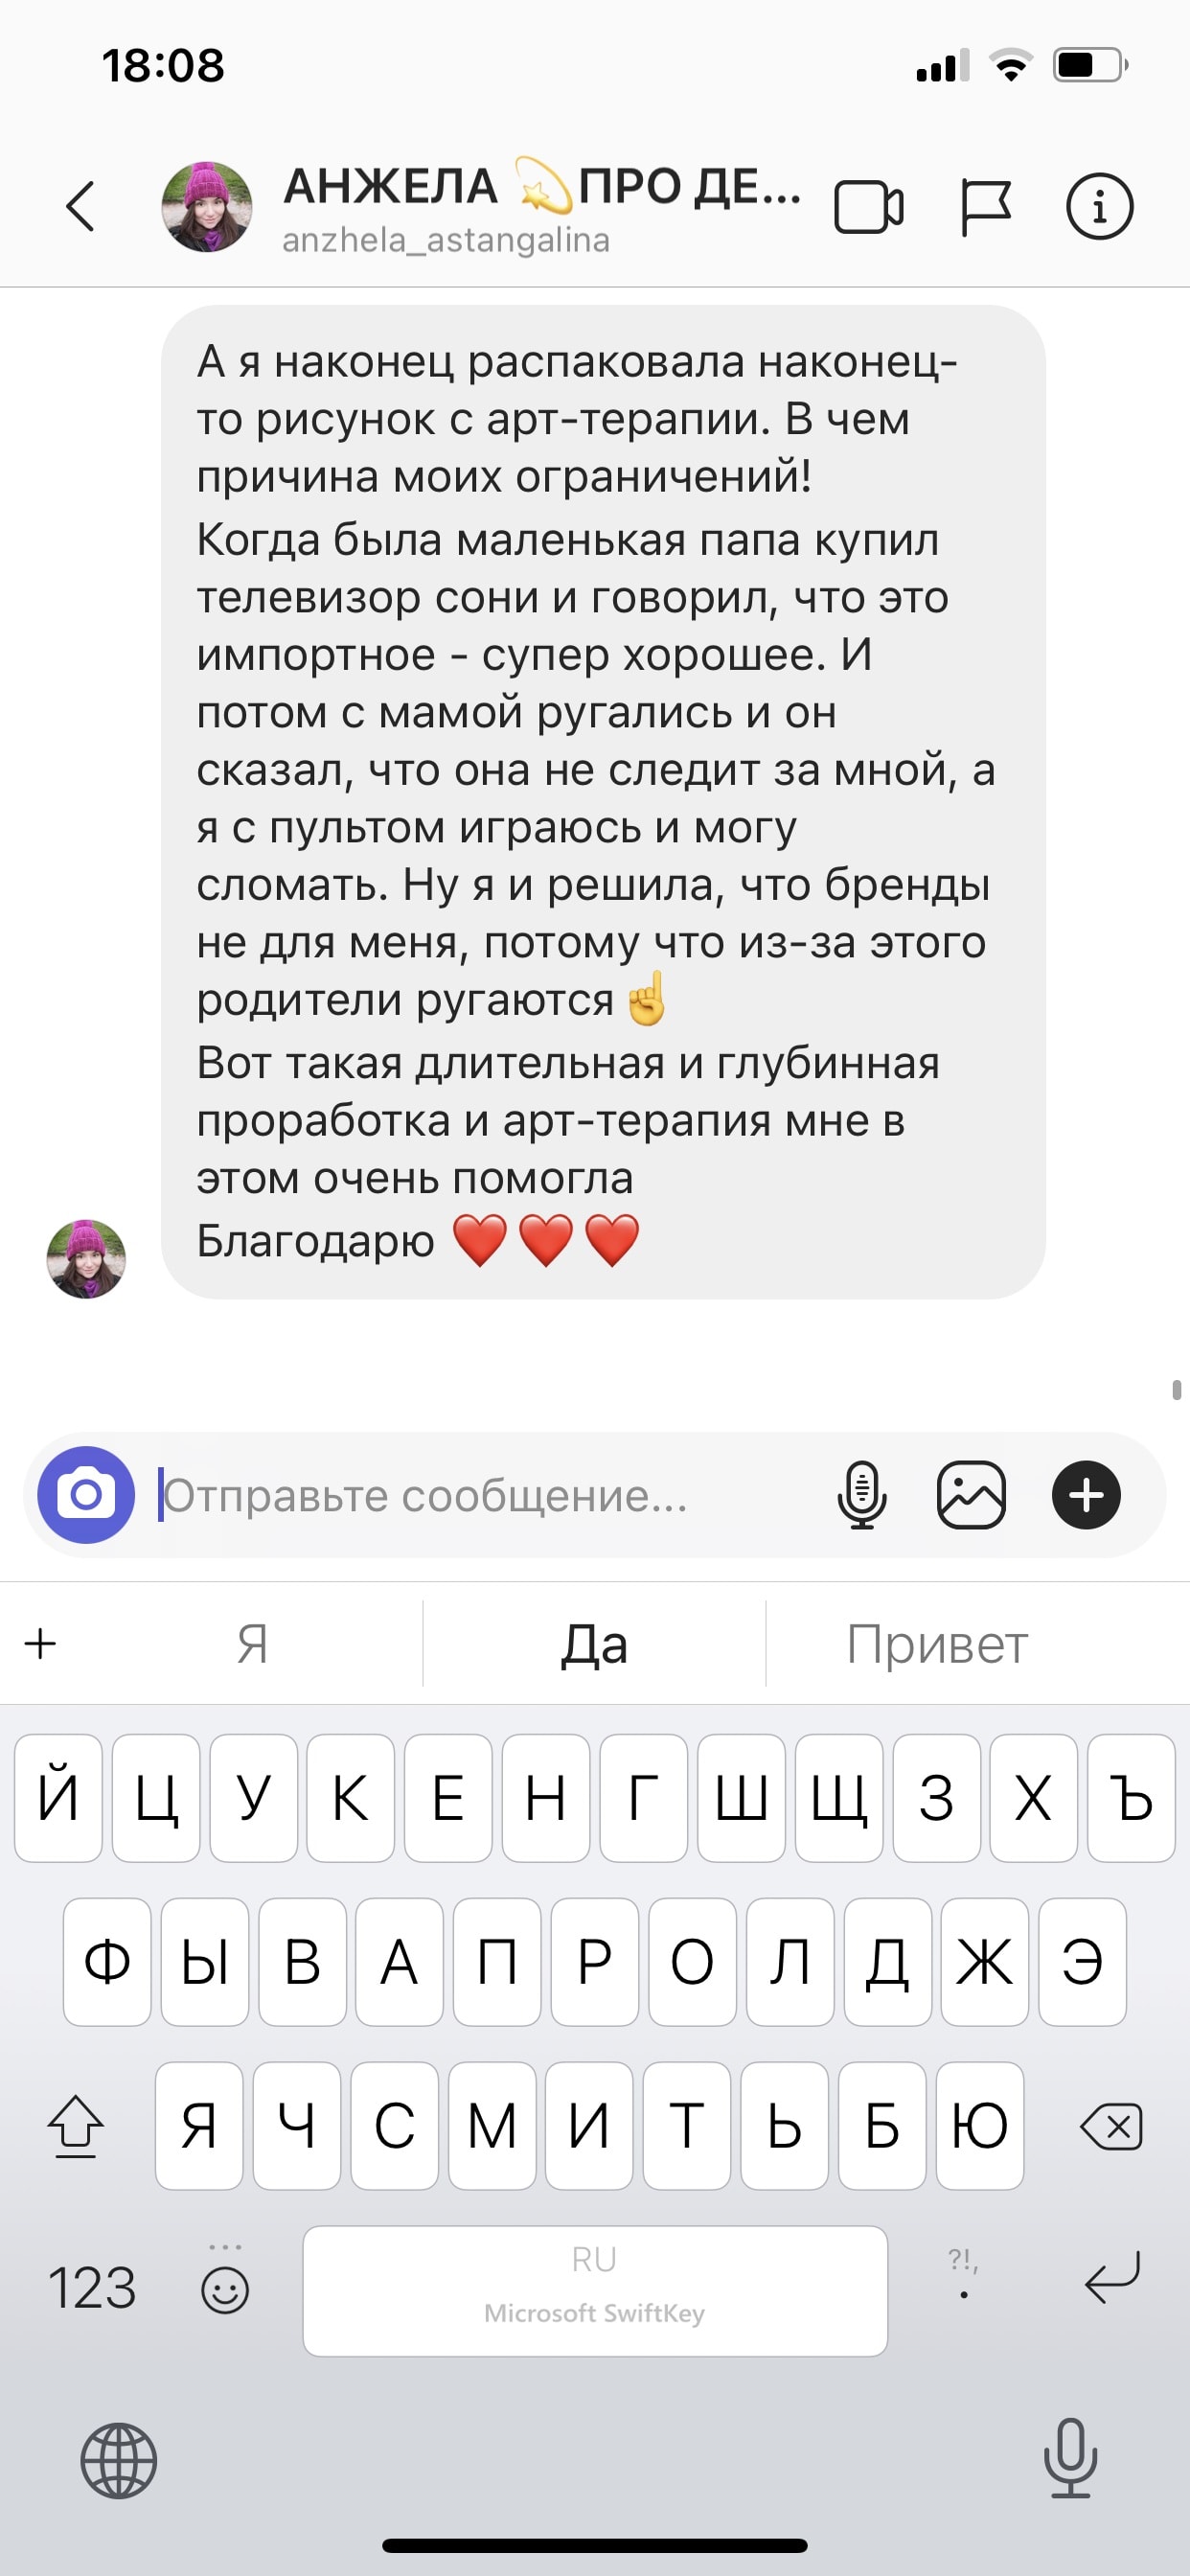 18:08
АНЖЕЛА 💫ПРО ДЕ...
anzhela_astangalina
А я наконец распаковала наконец-
то рисунок с арт-терапии. В чем
причина моих ограничений!
Когда была маленькая папа купил
телевизор сони и говорил, что это
импортное - супер хорошее. И
потом с мамой ругались и он
сказал, что она не следит за мной, а
я с пультом играюсь и могу
сломать. Ну я и решила, что бренды
не для меня, потому что из-за этого
родители ругаются☝️
Вот такая длительная и глубинная
проработка и арт-терапия мне в
этом очень помогла
Благодарю ❤️❤️❤️
Отправьте сообщение...
+ Я Да Привет
Й Ц У К Е Н Г Ш Щ З Х Ъ
Ф Ы В А П Р О Л Д Ж Э
Я Ч С М И Т Ь Б Ю
123 RU ?!,
Microsoft SwiftKey .